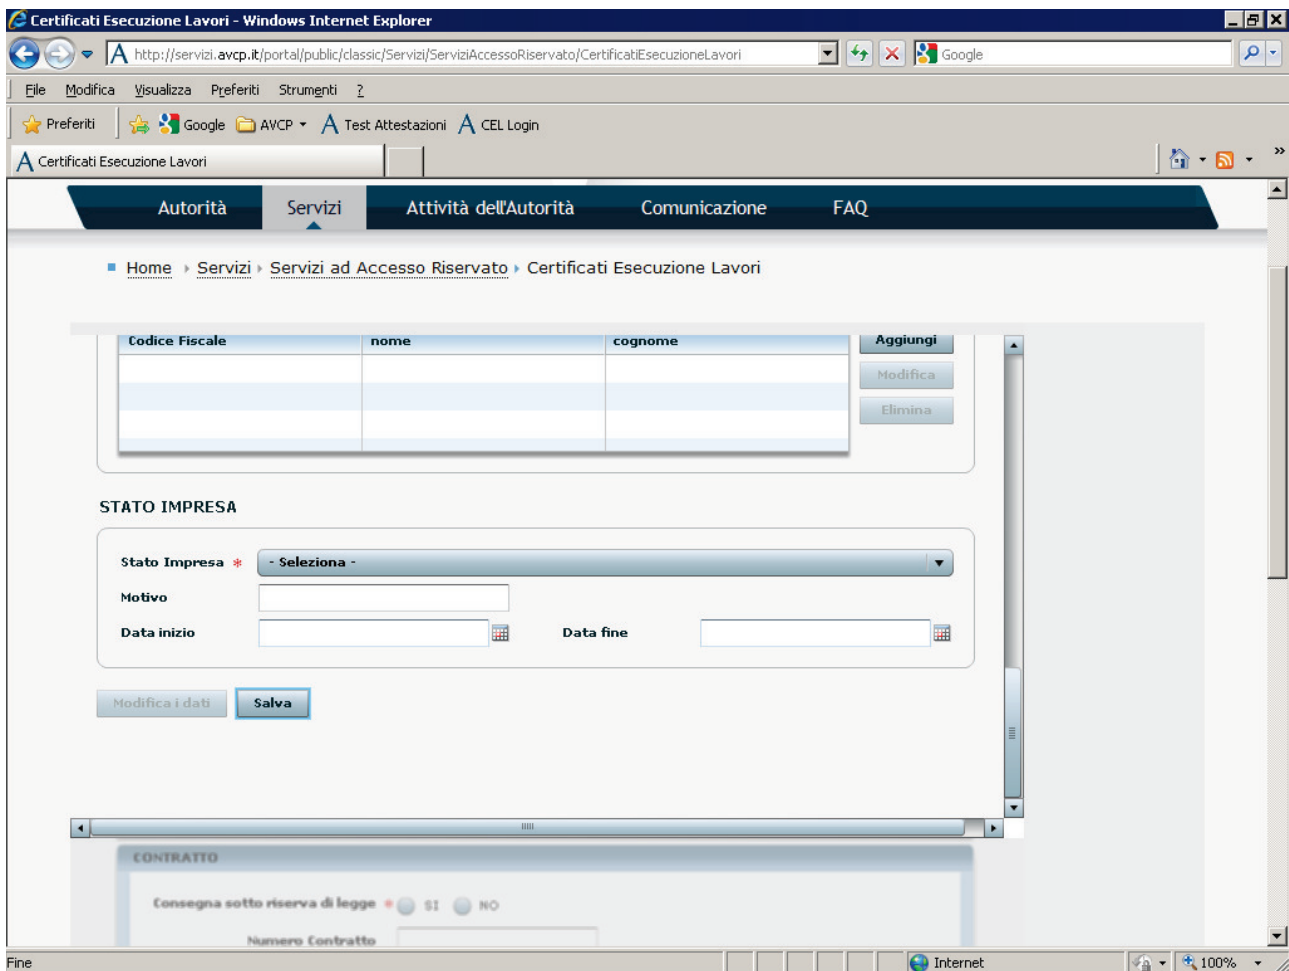 Certificati Esecuzione Lavori - Windows Internet Explorer
http://servizi.avcp.it/portal/public/classic/Servizi/ServiziAccessoRiservato/CertificatiEsecuzioneLavori
Google
File Modifica Visualizza Preferiti Strumenti ?
Preferiti Google AVCP Test Attestazioni CEL Login
Certificati Esecuzione Lavori
Autorità Servizi Attività dell'Autorità Comunicazione FAQ
Home Servizi Servizi ad Accesso Riservato Certificati Esecuzione Lavori
Codice Fiscale nome cognome Aggiungi
Modifica
Elimina
STATO IMPRESA
Stato Impresa * - Seleziona -
Motivo
Data inizio Data fine
Modifica i dati Salva
CONTRATTO
Consegna sotto riserva di legge * SI NO
Numero Contratto
Fine Internet 100%